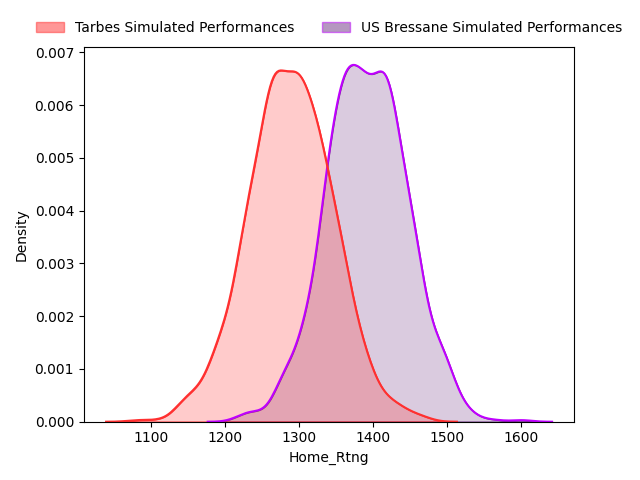 Tarbes Simulated Performances US Bressane Simulated Performances
0.007
0.006
0.005
0.004
0.003
0.002
0.001
0.000
Density
1100 1200 1300 1400 1500 1600
Home_Rtng